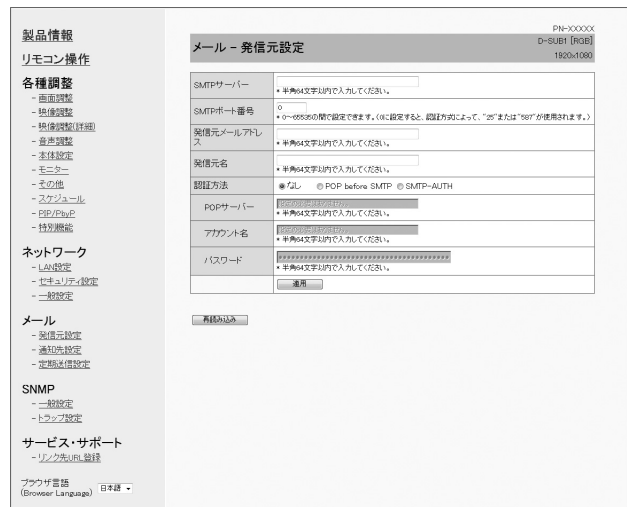 製品情報
リモコン操作
各種調整
- 画面調整
- 映像調整
- 映像調整(詳細)
- 音声調整
- 本体設定
- モニター
- その他
- スケジュール
- PIP/PbyP
- 特別機能
ネットワーク
- LAN設定
- セキュリティ設定
- 一般設定
メール
- 発信元設定
- 通知先設定
- 定期送信設定
SNMP
- 一般設定
- トラップ設定
サービス・サポート
- リンク先URL登録
ブラウザ言語
(Browser Language) 日本語
PN-XXXXX
メール - 発信元設定
D-SUB1 [RGB]
1920x1080
SMTPサーバー
* 半角64文字以内で入力してください。
SMTPポート番号
0
* 0〜65535の間で設定できます。(0に設定すると、認証方式によって、"25"または"587"が使用されます。)
発信元メールアドレス
* 半角64文字以内で入力してください。
発信元名
* 半角64文字以内で入力してください。
認証方法
なし POP before SMTP SMTP-AUTH
POPサーバー
* 半角64文字以内で入力してください。
アカウント名
* 半角64文字以内で入力してください。
パスワード
* 半角64文字以内で入力してください。
適用
再読み込み